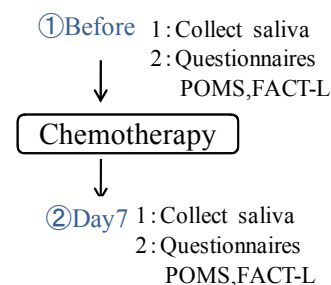 ①Before 1:Collect saliva
2:Questionnaires
POMS,FACT-L
Chemotherapy
②Day7 1:Collect saliva
2:Questionnaires
POMS,FACT-L